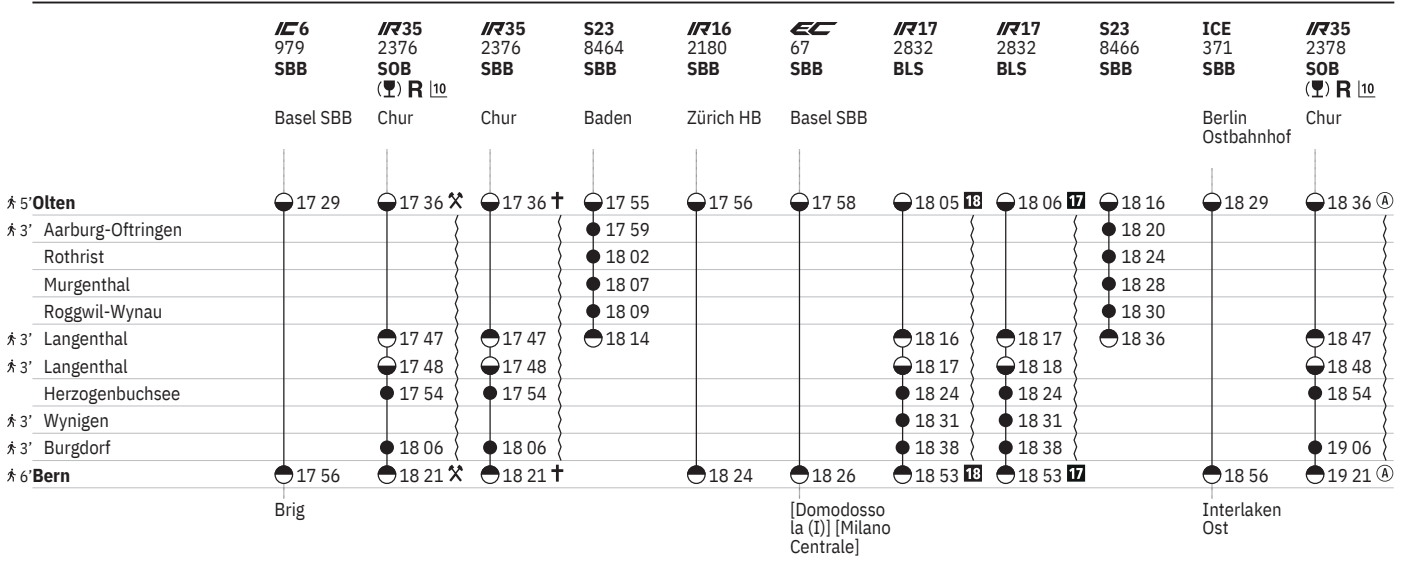 IC6 IR35 IR35 S23 IR16 EC IR17 IR17 S23 ICE IR35
979 2376 2376 8464 2180 67 2832 2832 8466 371 2378
SBB SOB SBB SBB SBB SBB BLS BLS SBB SBB SOB
R 10 R 10
Basel SBB Chur Chur Baden Zürich HB Basel SBB Berlin Chur
Ostbahnhof
5' Olten 17 29 17 36 17 36 17 55 17 56 17 58 18 05 18 18 06 17 18 16 18 29 18 36 A
3' Aarburg-Oftringen 17 59 18 20
Rothrist 18 02 18 24
Murgenthal 18 07 18 28
Roggwil-Wynau 18 09 18 30
3' Langenthal 17 47 17 47 18 14 18 16 18 17 18 36 18 47
3' Langenthal 17 48 17 48 18 17 18 18 18 48
Herzogenbuchsee 17 54 17 54 18 24 18 24 18 54
3' Wynigen 18 31 18 31
3' Burgdorf 18 06 18 06 18 38 18 38 19 06
6' Bern 17 56 18 21 18 21 18 24 18 26 18 53 18 18 53 17 18 56 19 21 A
Brig [Domodosso Interlaken
la (I)] [Milano Ost
Centrale]